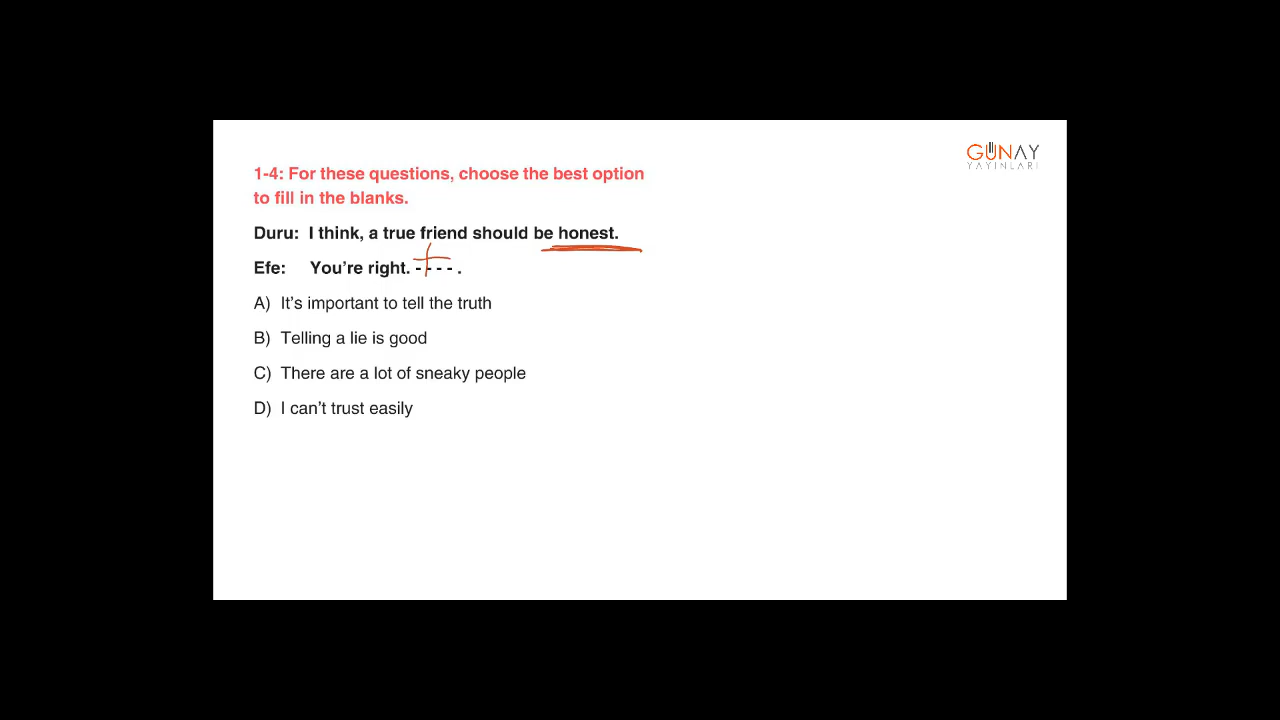 GÜNAY
YAYINLARI
1-4: For these questions, choose the best option
to fill in the blanks.
Duru: I think, a true friend should be honest.
Efe: You're right. - - - - .
A) It's important to tell the truth
B) Telling a lie is good
C) There are a lot of sneaky people
D) I can't trust easily